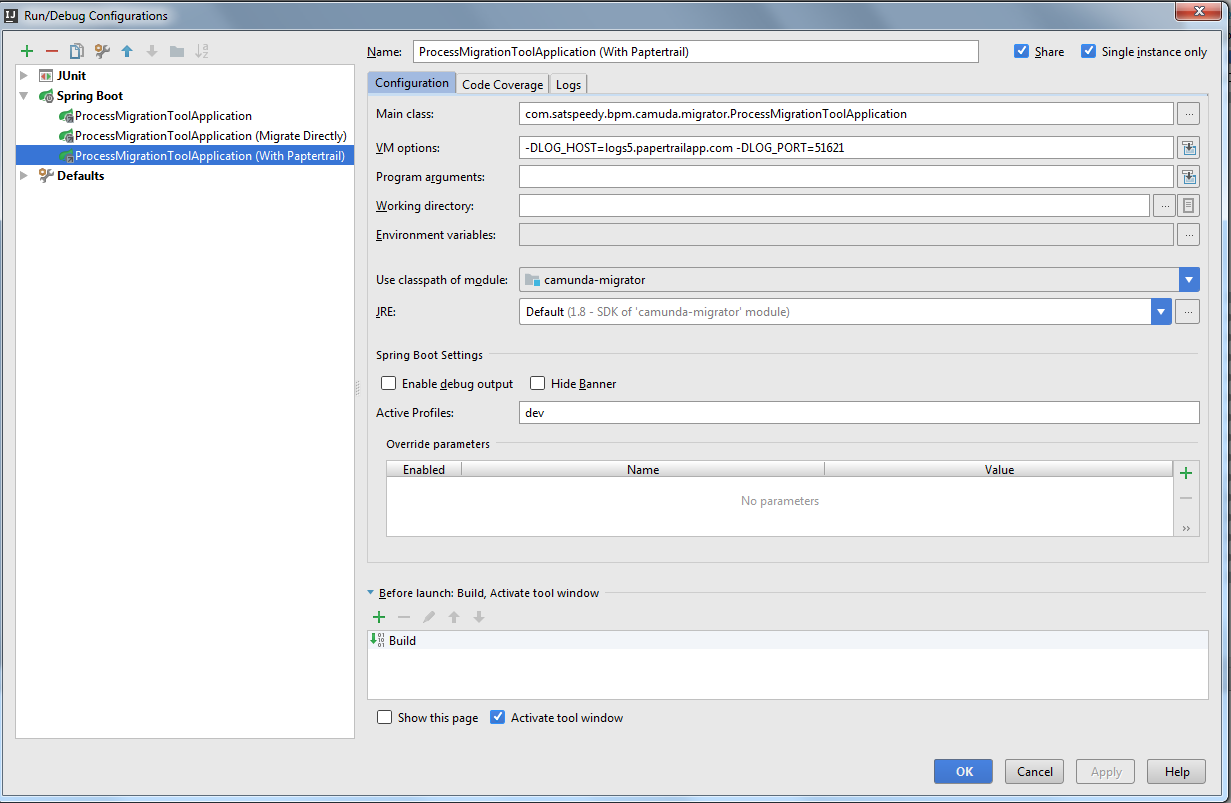 Run/Debug Configurations
JUnit
Spring Boot
ProcessMigrationToolApplication
ProcessMigrationToolApplication (Migrate Directly)
ProcessMigrationToolApplication (With Paptertrail)
Defaults
Name: ProcessMigrationToolApplication (With Paptertrail) Share Single instance only
Configuration Code Coverage Logs
Main class: com.satspeedy.bpm.camuda.migrator.ProcessMigrationToolApplication ...
VM options: -DLOG_HOST=logs5.papertrailapp.com -DLOG_PORT=51621
Program arguments:
Working directory: ...
Environment variables: ...
Use classpath of module: camunda-migrator
JRE: Default (1.8 - SDK of 'camunda-migrator' module) ...
Spring Boot Settings
Enable debug output Hide Banner
Active Profiles: dev
Override parameters
Enabled Name Value
No parameters
Before launch: Build, Activate tool window
Build
Show this page Activate tool window
OK Cancel Apply Help